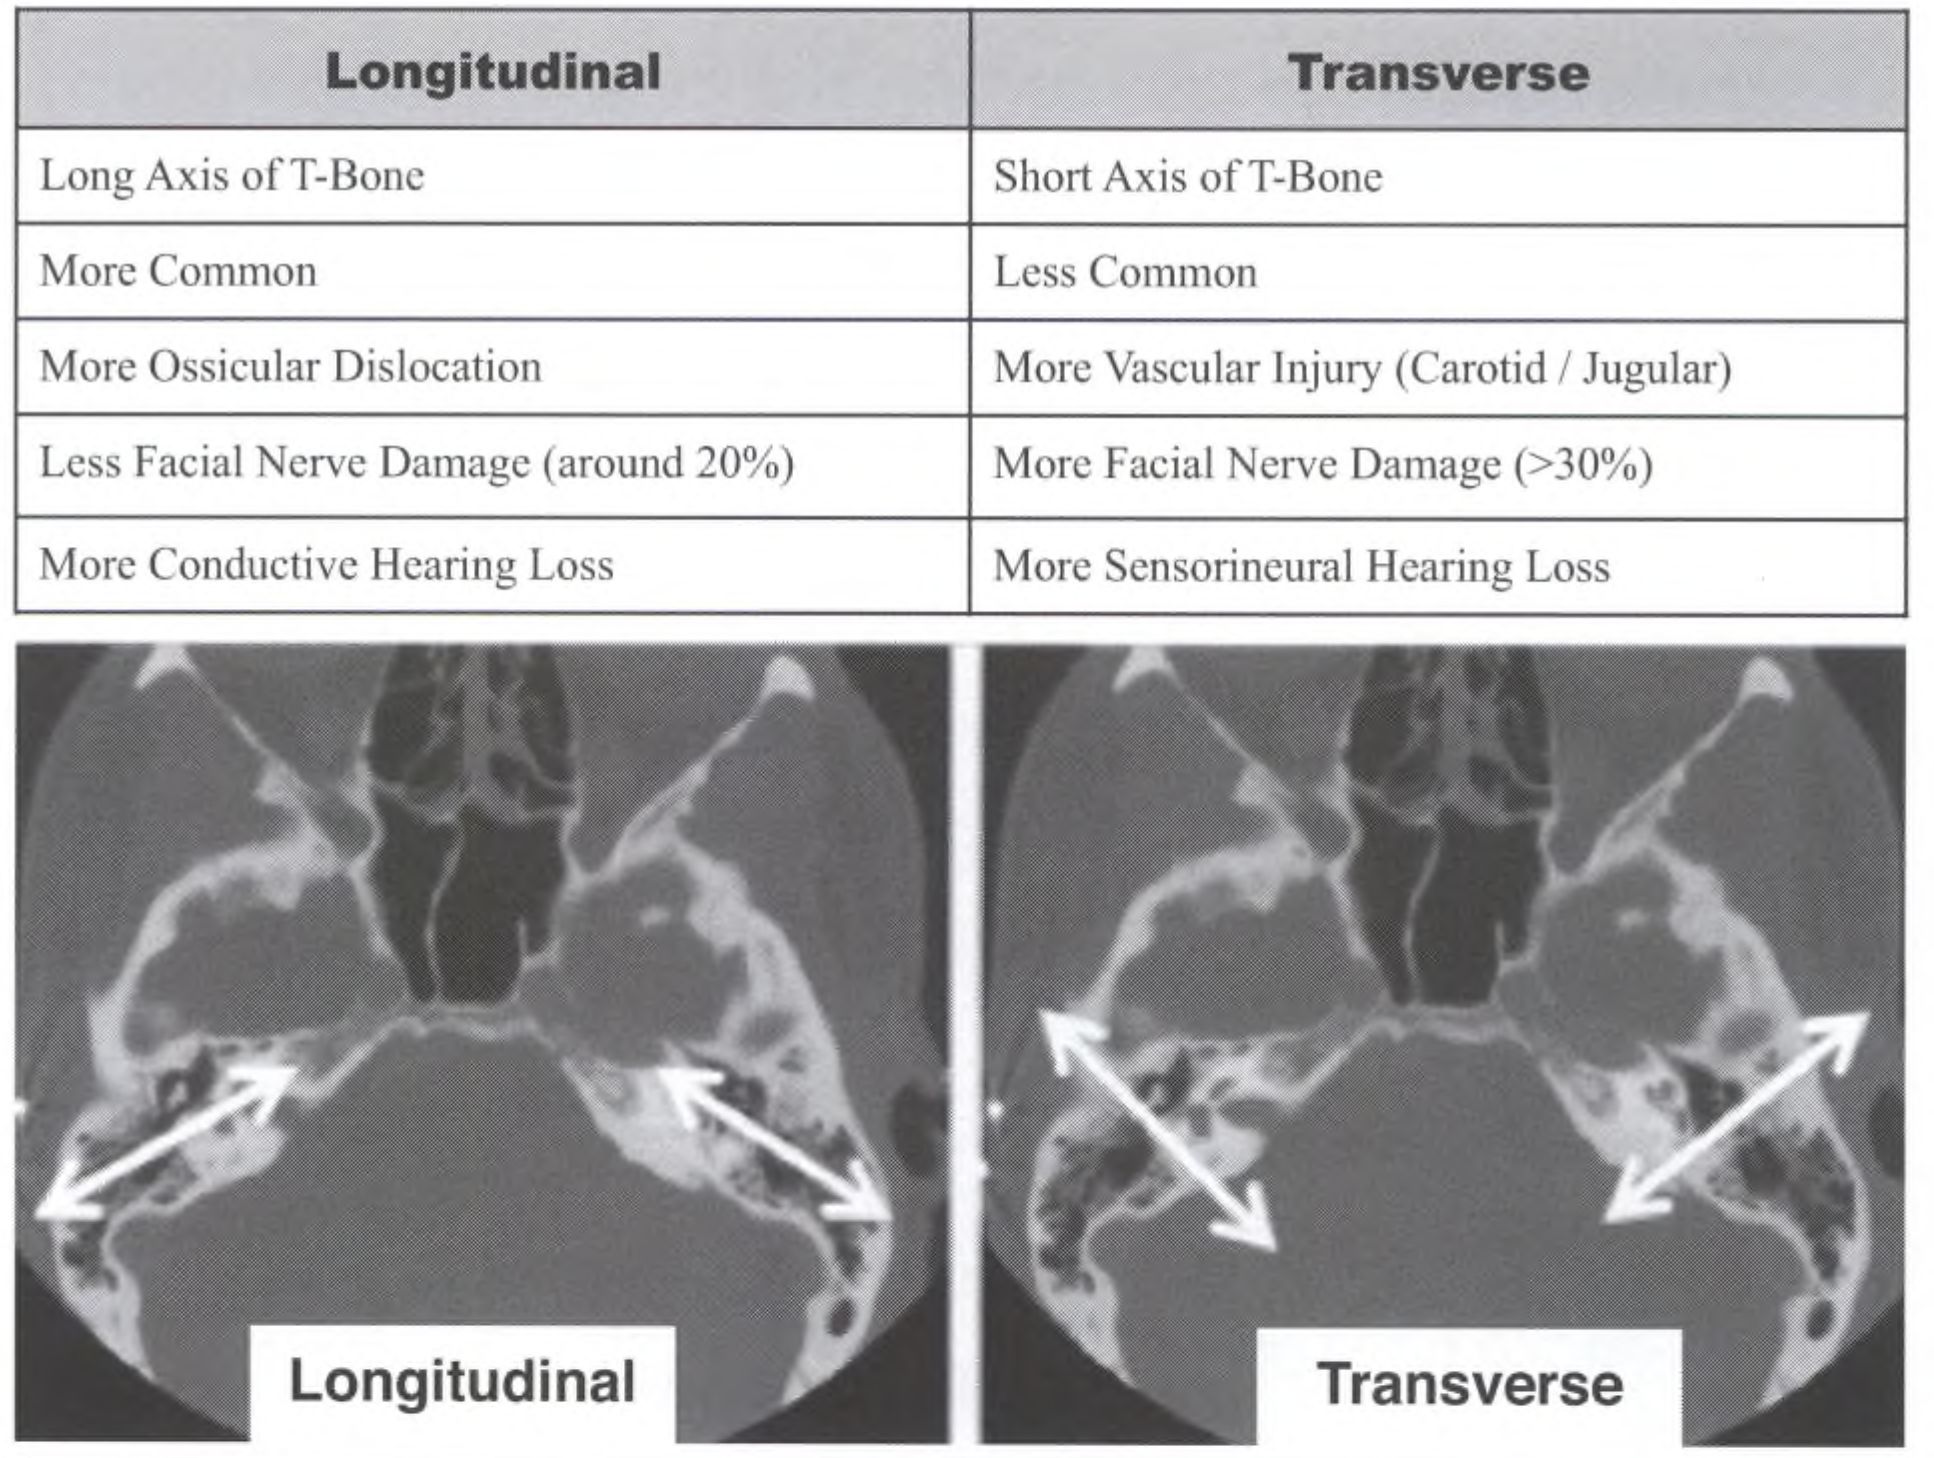 Longitudinal Transverse
Long Axis of T-Bone Short Axis of T-Bone
More Common Less Common
More Ossicular Dislocation More Vascular Injury (Carotid / Jugular)
Less Facial Nerve Damage (around 20%) More Facial Nerve Damage (>30%)
More Conductive Hearing Loss More Sensorineural Hearing Loss
Longitudinal Transverse